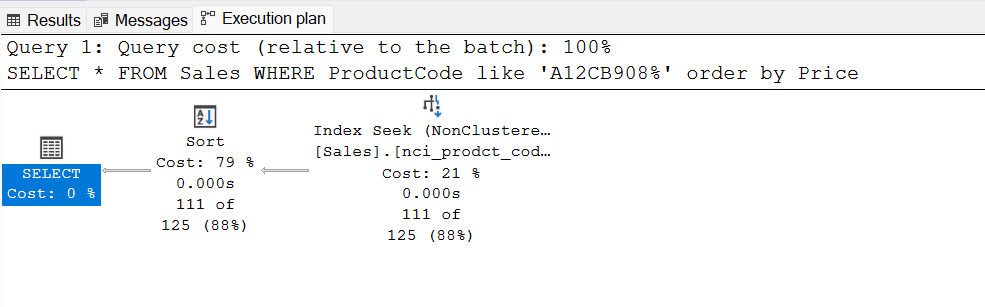 Results Messages Execution plan
Query 1: Query cost (relative to the batch): 100%
SELECT * FROM Sales WHERE ProductCode like 'A12CB908%' order by Price
SELECT
Cost: 0 %
Sort
Cost: 79 %
0.000s
111 of
125 (88%)
Index Seek (NonClustere…
[Sales].[nci_prodct_cod…
Cost: 21 %
0.000s
111 of
125 (88%)